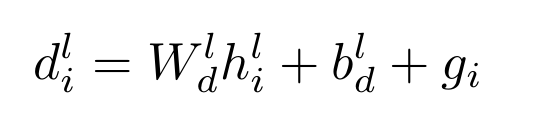 $d_i^l = W_d^l h_i^l + b_d^l + g_i$